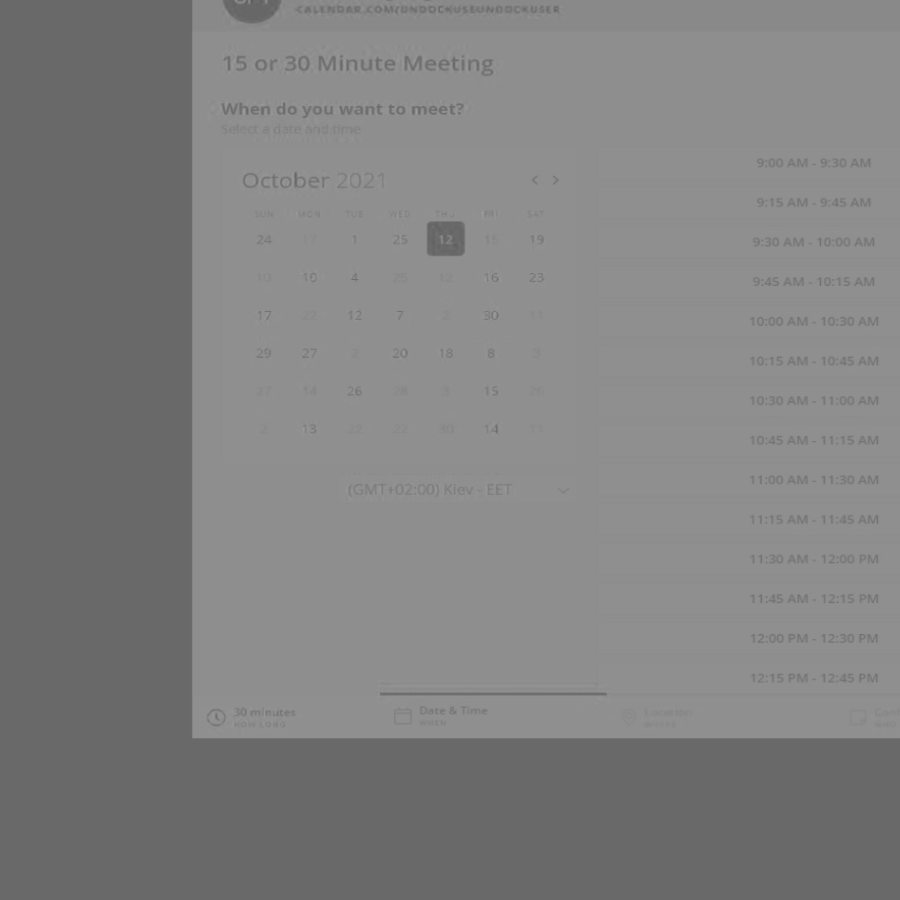 CALENDAR.COM/UNDOCKUSEUNDOCKUSER
15 or 30 Minute Meeting
When do you want to meet?
Select a date and time
October 2021
SUN MON TUE WED THU FRI SAT
24 1 25 12 19
10 4 25 12 16 23
17 22 12 7 2 30 11
29 27 2 20 18 8
27 14 26 28 15
2 13 22 22 30 14
(GMT+02:00) Kiev - EET
9:00 AM - 9:30 AM
9:15 AM - 9:45 AM
9:30 AM - 10:00 AM
9:45 AM - 10:15 AM
10:00 AM - 10:30 AM
10:15 AM - 10:45 AM
10:30 AM - 11:00 AM
10:45 AM - 11:15 AM
11:00 AM - 11:30 AM
11:15 AM - 11:45 AM
11:30 AM - 12:00 PM
11:45 AM - 12:15 PM
12:00 PM - 12:30 PM
12:15 PM - 12:45 PM
30 minutes
HOW LONG
Date & Time
WHEN
Location
WHERE